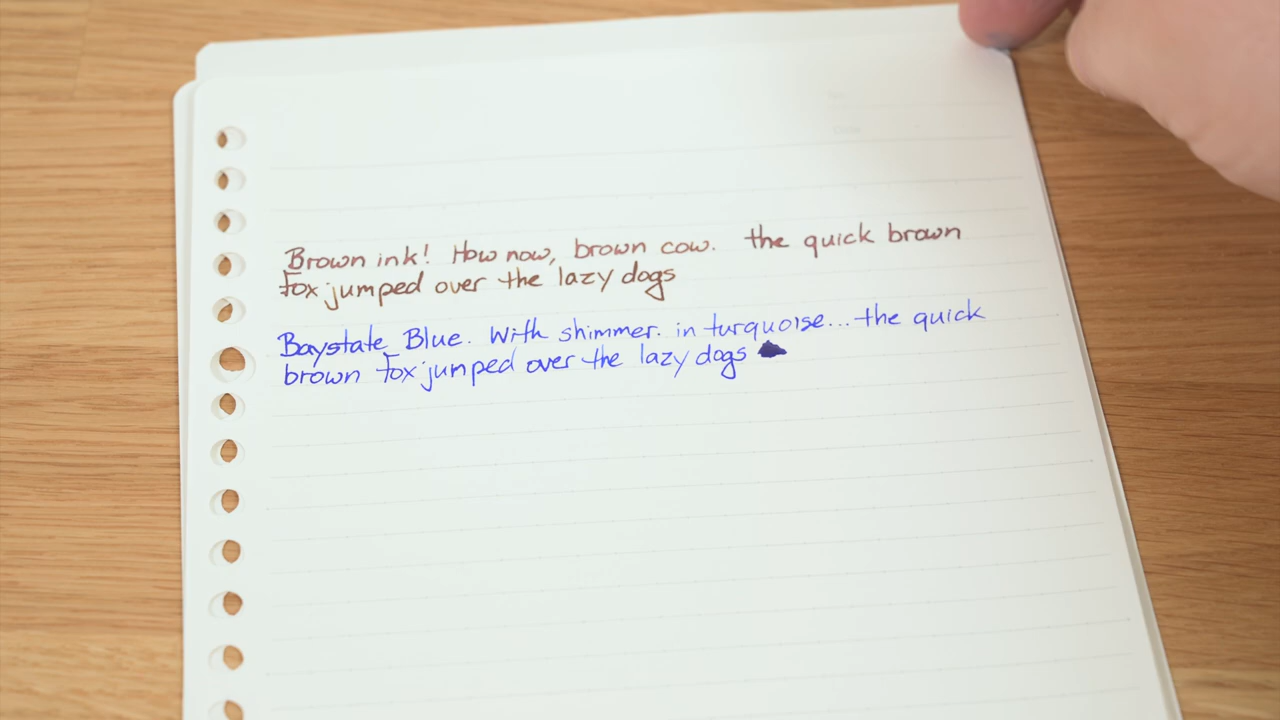 Brown ink! How now, brown cow. the quick brown
fox jumped over the lazy dogs
Baystate Blue. With shimmer. in turquoise... the quick
brown fox jumped over the lazy dogs